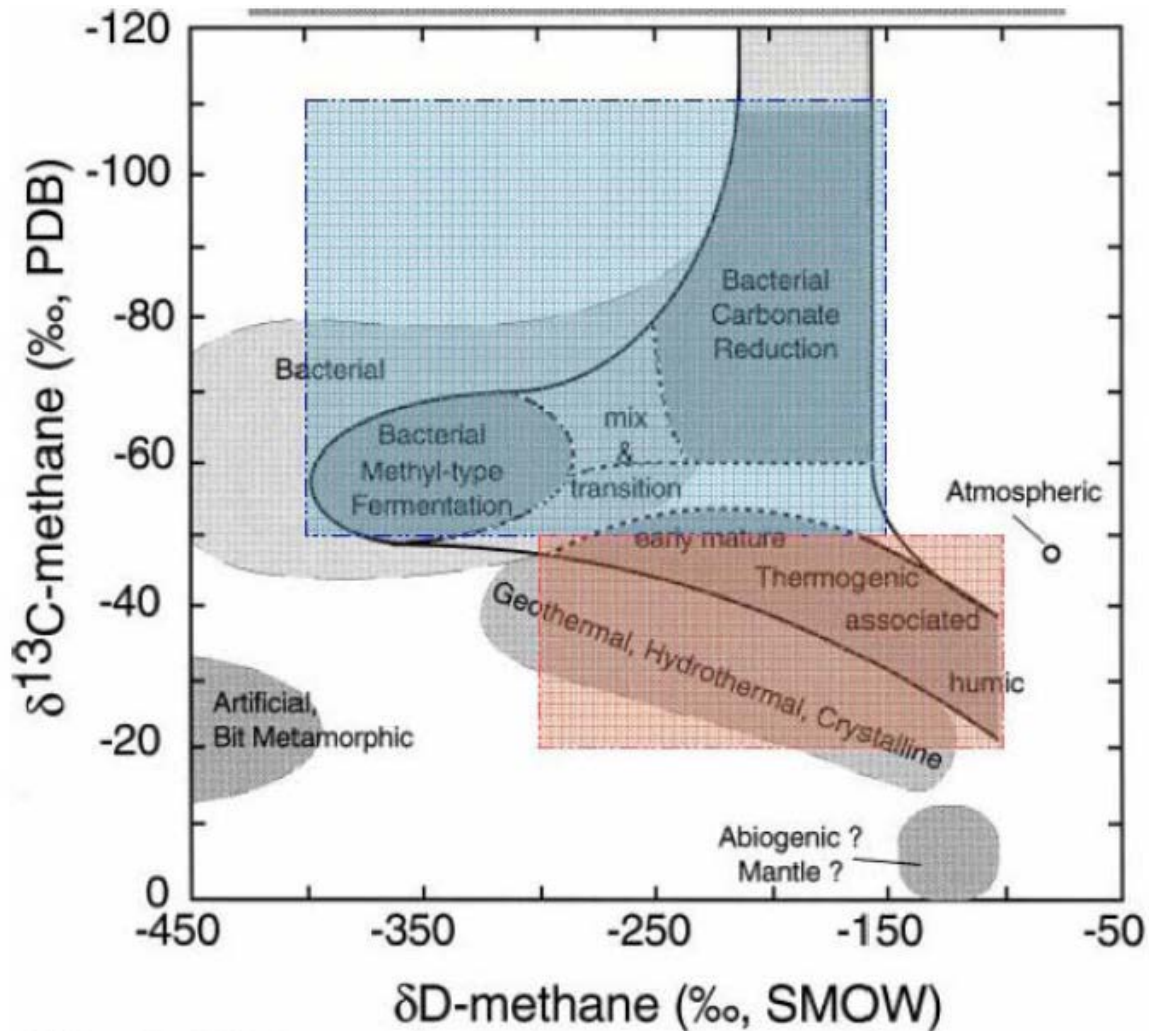 -120
-100
-80
-60
-40
-20
0
δ13C-methane (‰, PDB)
Bacterial
Carbonate
Reduction
Bacterial
mix
&
transition
Bacterial
Methyl-type
Fermentation
Atmospheric
early mature
Thermogenic
associated
humic
Geothermal, Hydrothermal, Crystalline
Artificial,
Bit Metamorphic
Abiogenic ?
Mantle ?
-450
-350
-250
-150
-50
δD-methane (‰, SMOW)